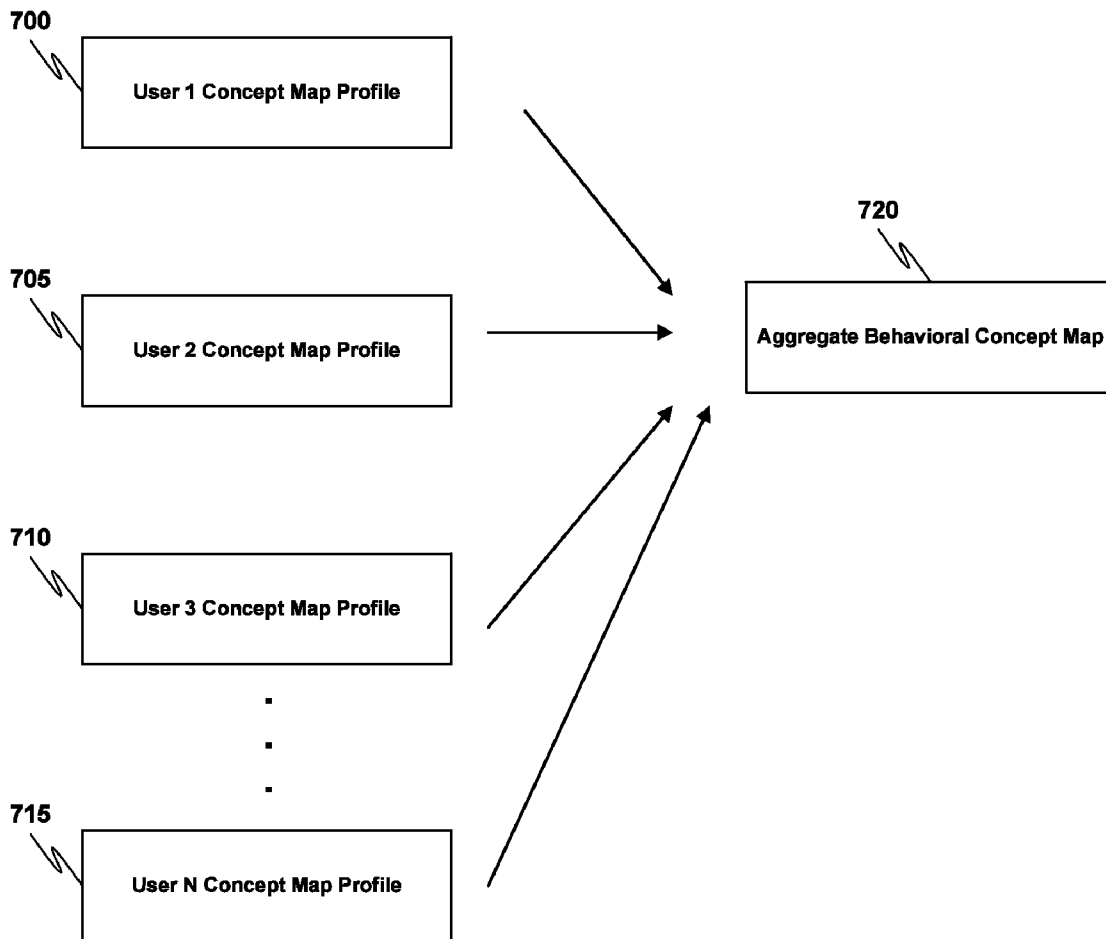 700
User 1 Concept Map Profile
720
705
User 2 Concept Map Profile
Aggregate Behavioral Concept Map
710
User 3 Concept Map Profile
715
User N Concept Map Profile